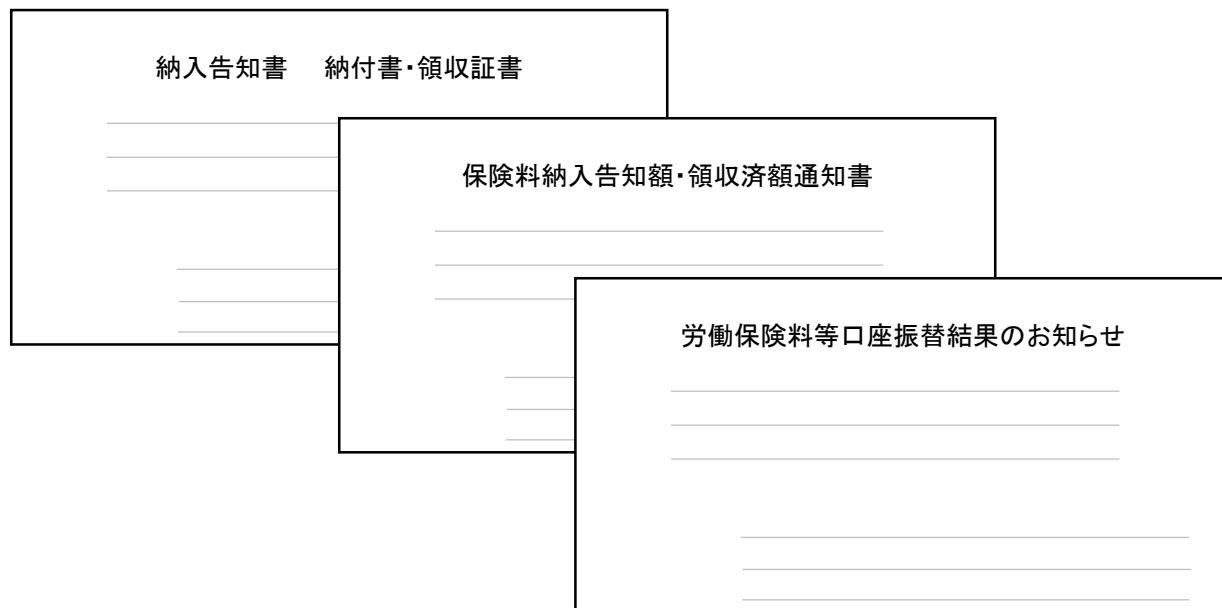 納入告知書　納付書・領収証書
保険料納入告知額・領収済額通知書
労働保険料等口座振替結果のお知らせ